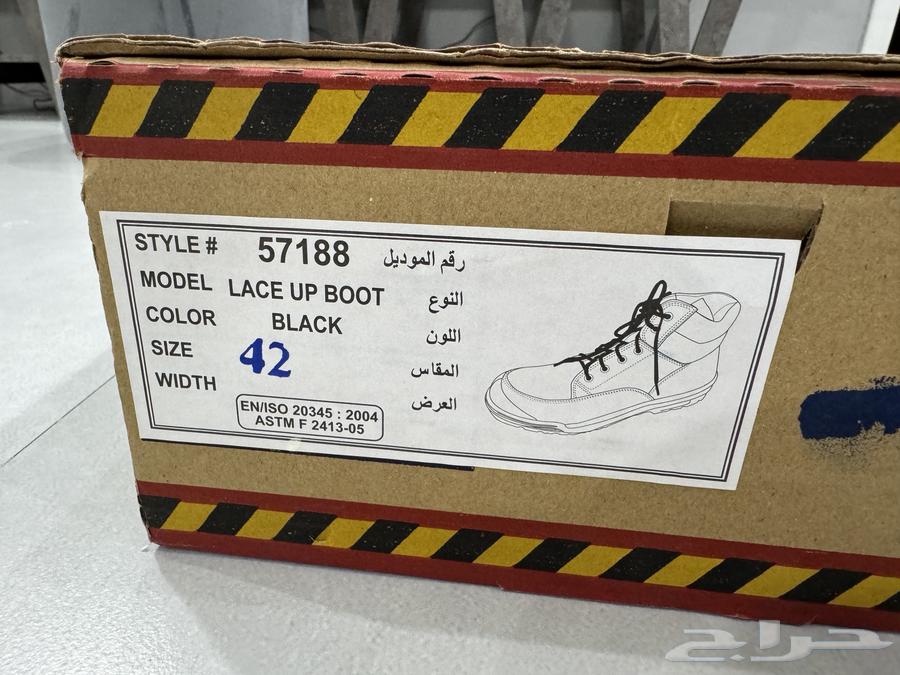 STYLE # 57188 رقم الموديل
MODEL LACE UP BOOT النوع
COLOR BLACK اللون
SIZE 42 المقاس
WIDTH العرض
EN/ISO 20345 : 2004
ASTM F 2413-05
حراج